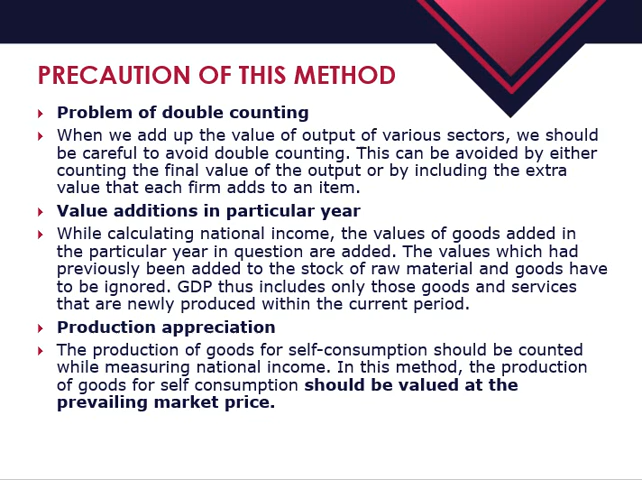 PRECAUTION OF THIS METHOD
Problem of double counting
When we add up the value of output of various sectors, we should
be careful to avoid double counting. This can be avoided by either
counting the final value of the output or by including the extra
value that each firm adds to an item.
Value additions in particular year
While calculating national income, the values of goods added in
the particular year in question are added. The values which had
previously been added to the stock of raw material and goods have
to be ignored. GDP thus includes only those goods and services
that are newly produced within the current period.
Production appreciation
The production of goods for self-consumption should be counted
while measuring national income. In this method, the production
of goods for self consumption should be valued at the
prevailing market price.